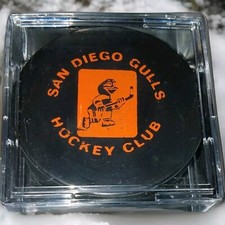 SAN DIEGO GULLS
HOCKEY CLUB